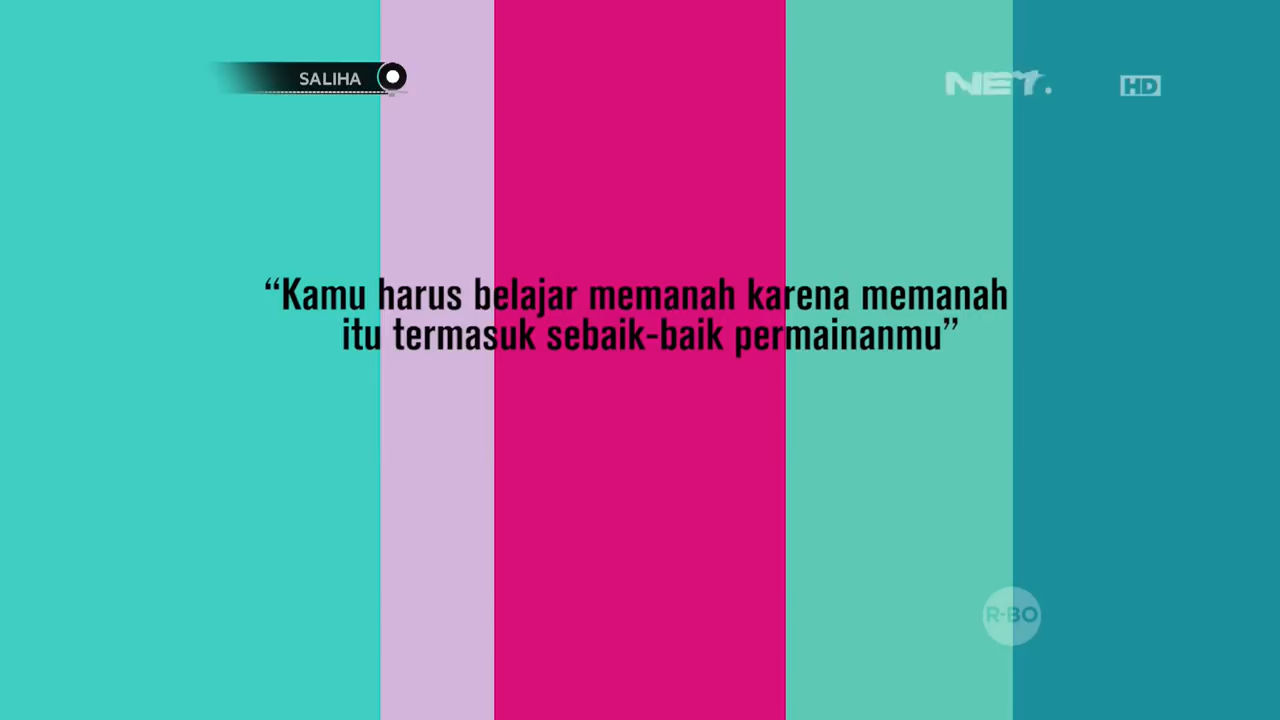 SALIHA
NET.
HD
“Kamu harus belajar memanah karena memanah
itu termasuk sebaik-baik permainanmu”
R-BO